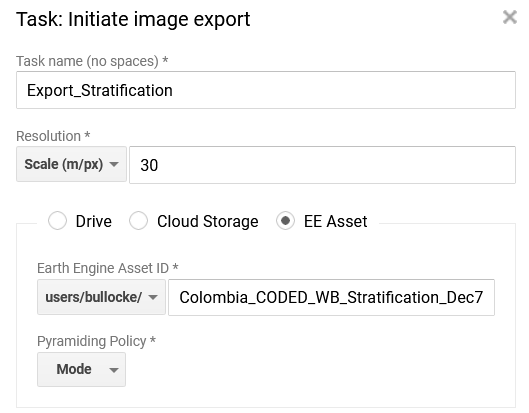 Task: Initiate image export
Task name (no spaces) *
Export_Stratification
Resolution *
Scale (m/px) 30
Drive Cloud Storage EE Asset
Earth Engine Asset ID *
users/bullocke/ Colombia_CODED_WB_Stratification_Dec7
Pyramiding Policy *
Mode